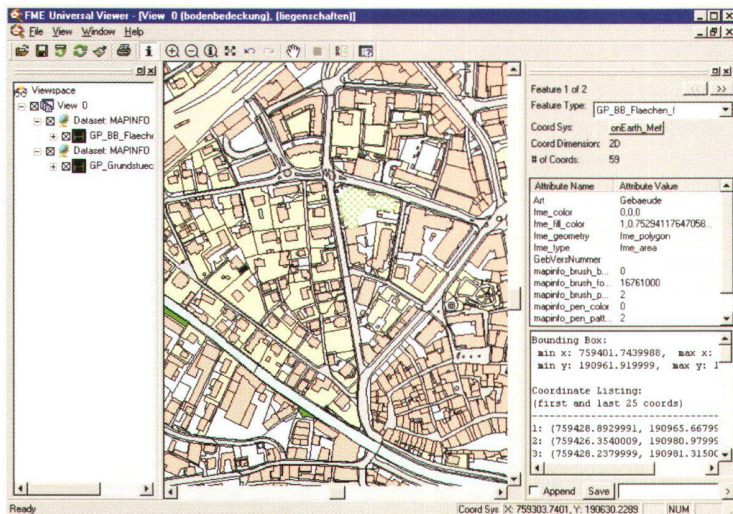 FME Universal Viewer - [View 0 (bodenbedeckung), (liegenschaften)]
File View Window Help
Viewspace
View 0
Dataset: MAPINFO
GP_BB_Flaechen
Dataset: MAPINFO
GP_Grundstuec
Feature 1 of 2
<< >>
Feature Type: GP_BB_Flaechen_f
Coord Sys: onEarth_Met
Coord Dimension: 2D
# of Coords: 59
Attribute Name Attribute Value
Art Gebaeude
fme_color 0,0,0
fme_fill_color 1,0.75294117647058...
fme_geometry fme_polygon
fme_type fme_area
GebVersNummer
mapinfo_brush_b... 0
mapinfo_brush_fo... 16761000
mapinfo_brush_p... 2
mapinfo_pen_color 0
mapinfo_pen_patt... 2
Bounding Box:
min x: 759401.7439988, max x:
min y: 190961.919999, max y: 1
Coordinate Listing:
(first and last 25 coords)
1: (759428.8929991, 190965.66799
2: (759426.3540009, 190980.97999
3: (759428.2379999, 190981.31500
Append Save
Ready Coord Sys X: 759303.7401, Y: 190630.2289 NUM